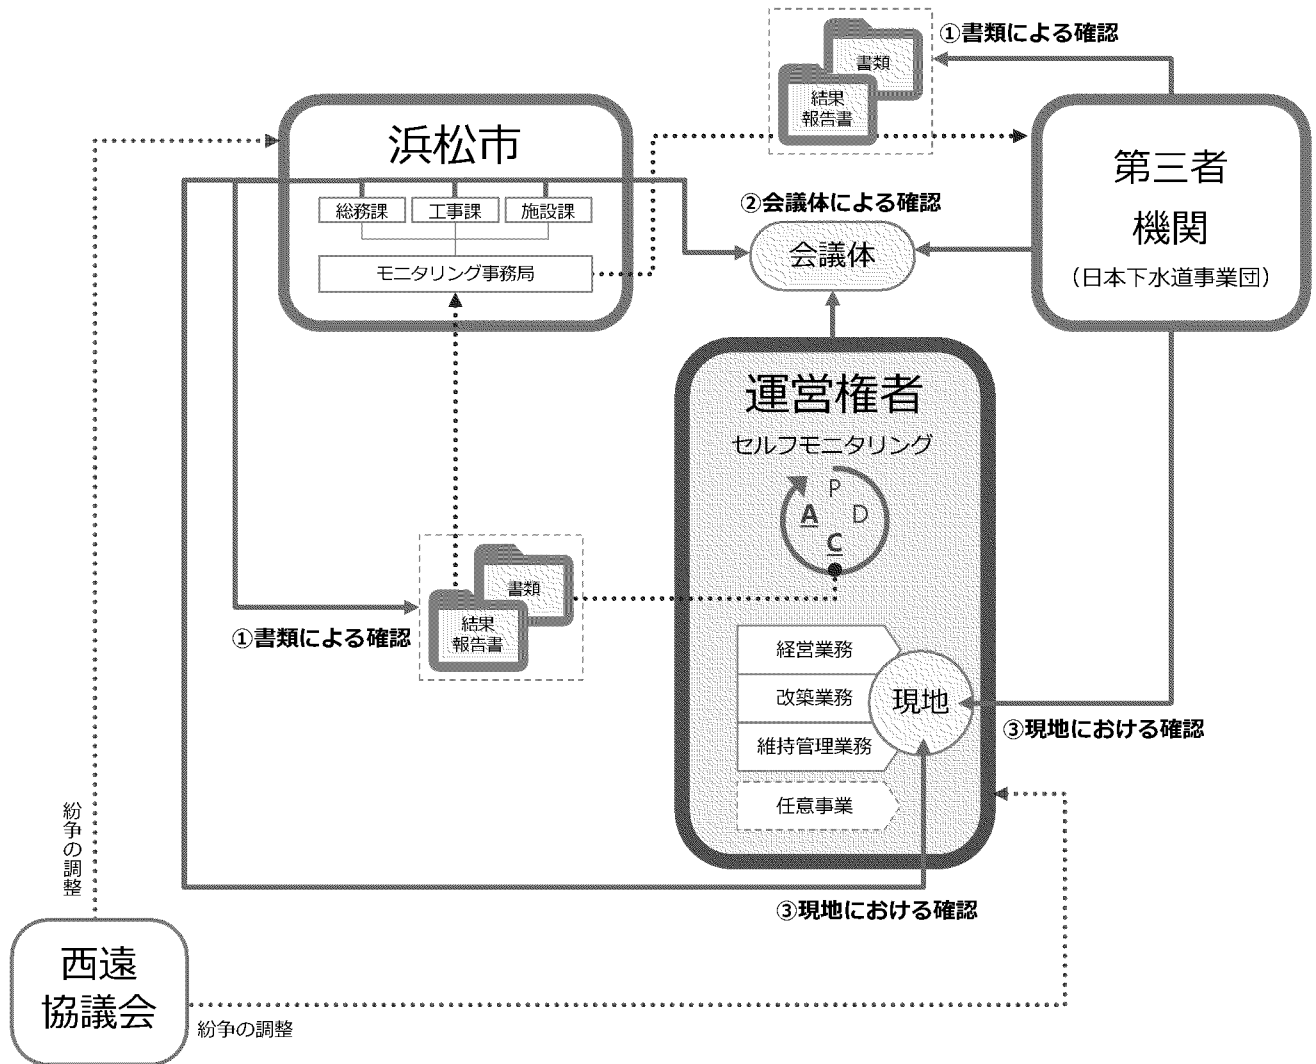 ①書類による確認
書類
結果
報告書
浜松市
総務課
工事課
施設課
モニタリング事務局
第三者
機関
（日本下水道事業団）
②会議体による確認
会議体
運営権者
セルフモニタリング
P
D
C
A
書類
結果
報告書
①書類による確認
経営業務
改築業務
維持管理業務
任意事業
現地
③現地における確認
③現地における確認
紛争の調整
西遠
協議会
紛争の調整